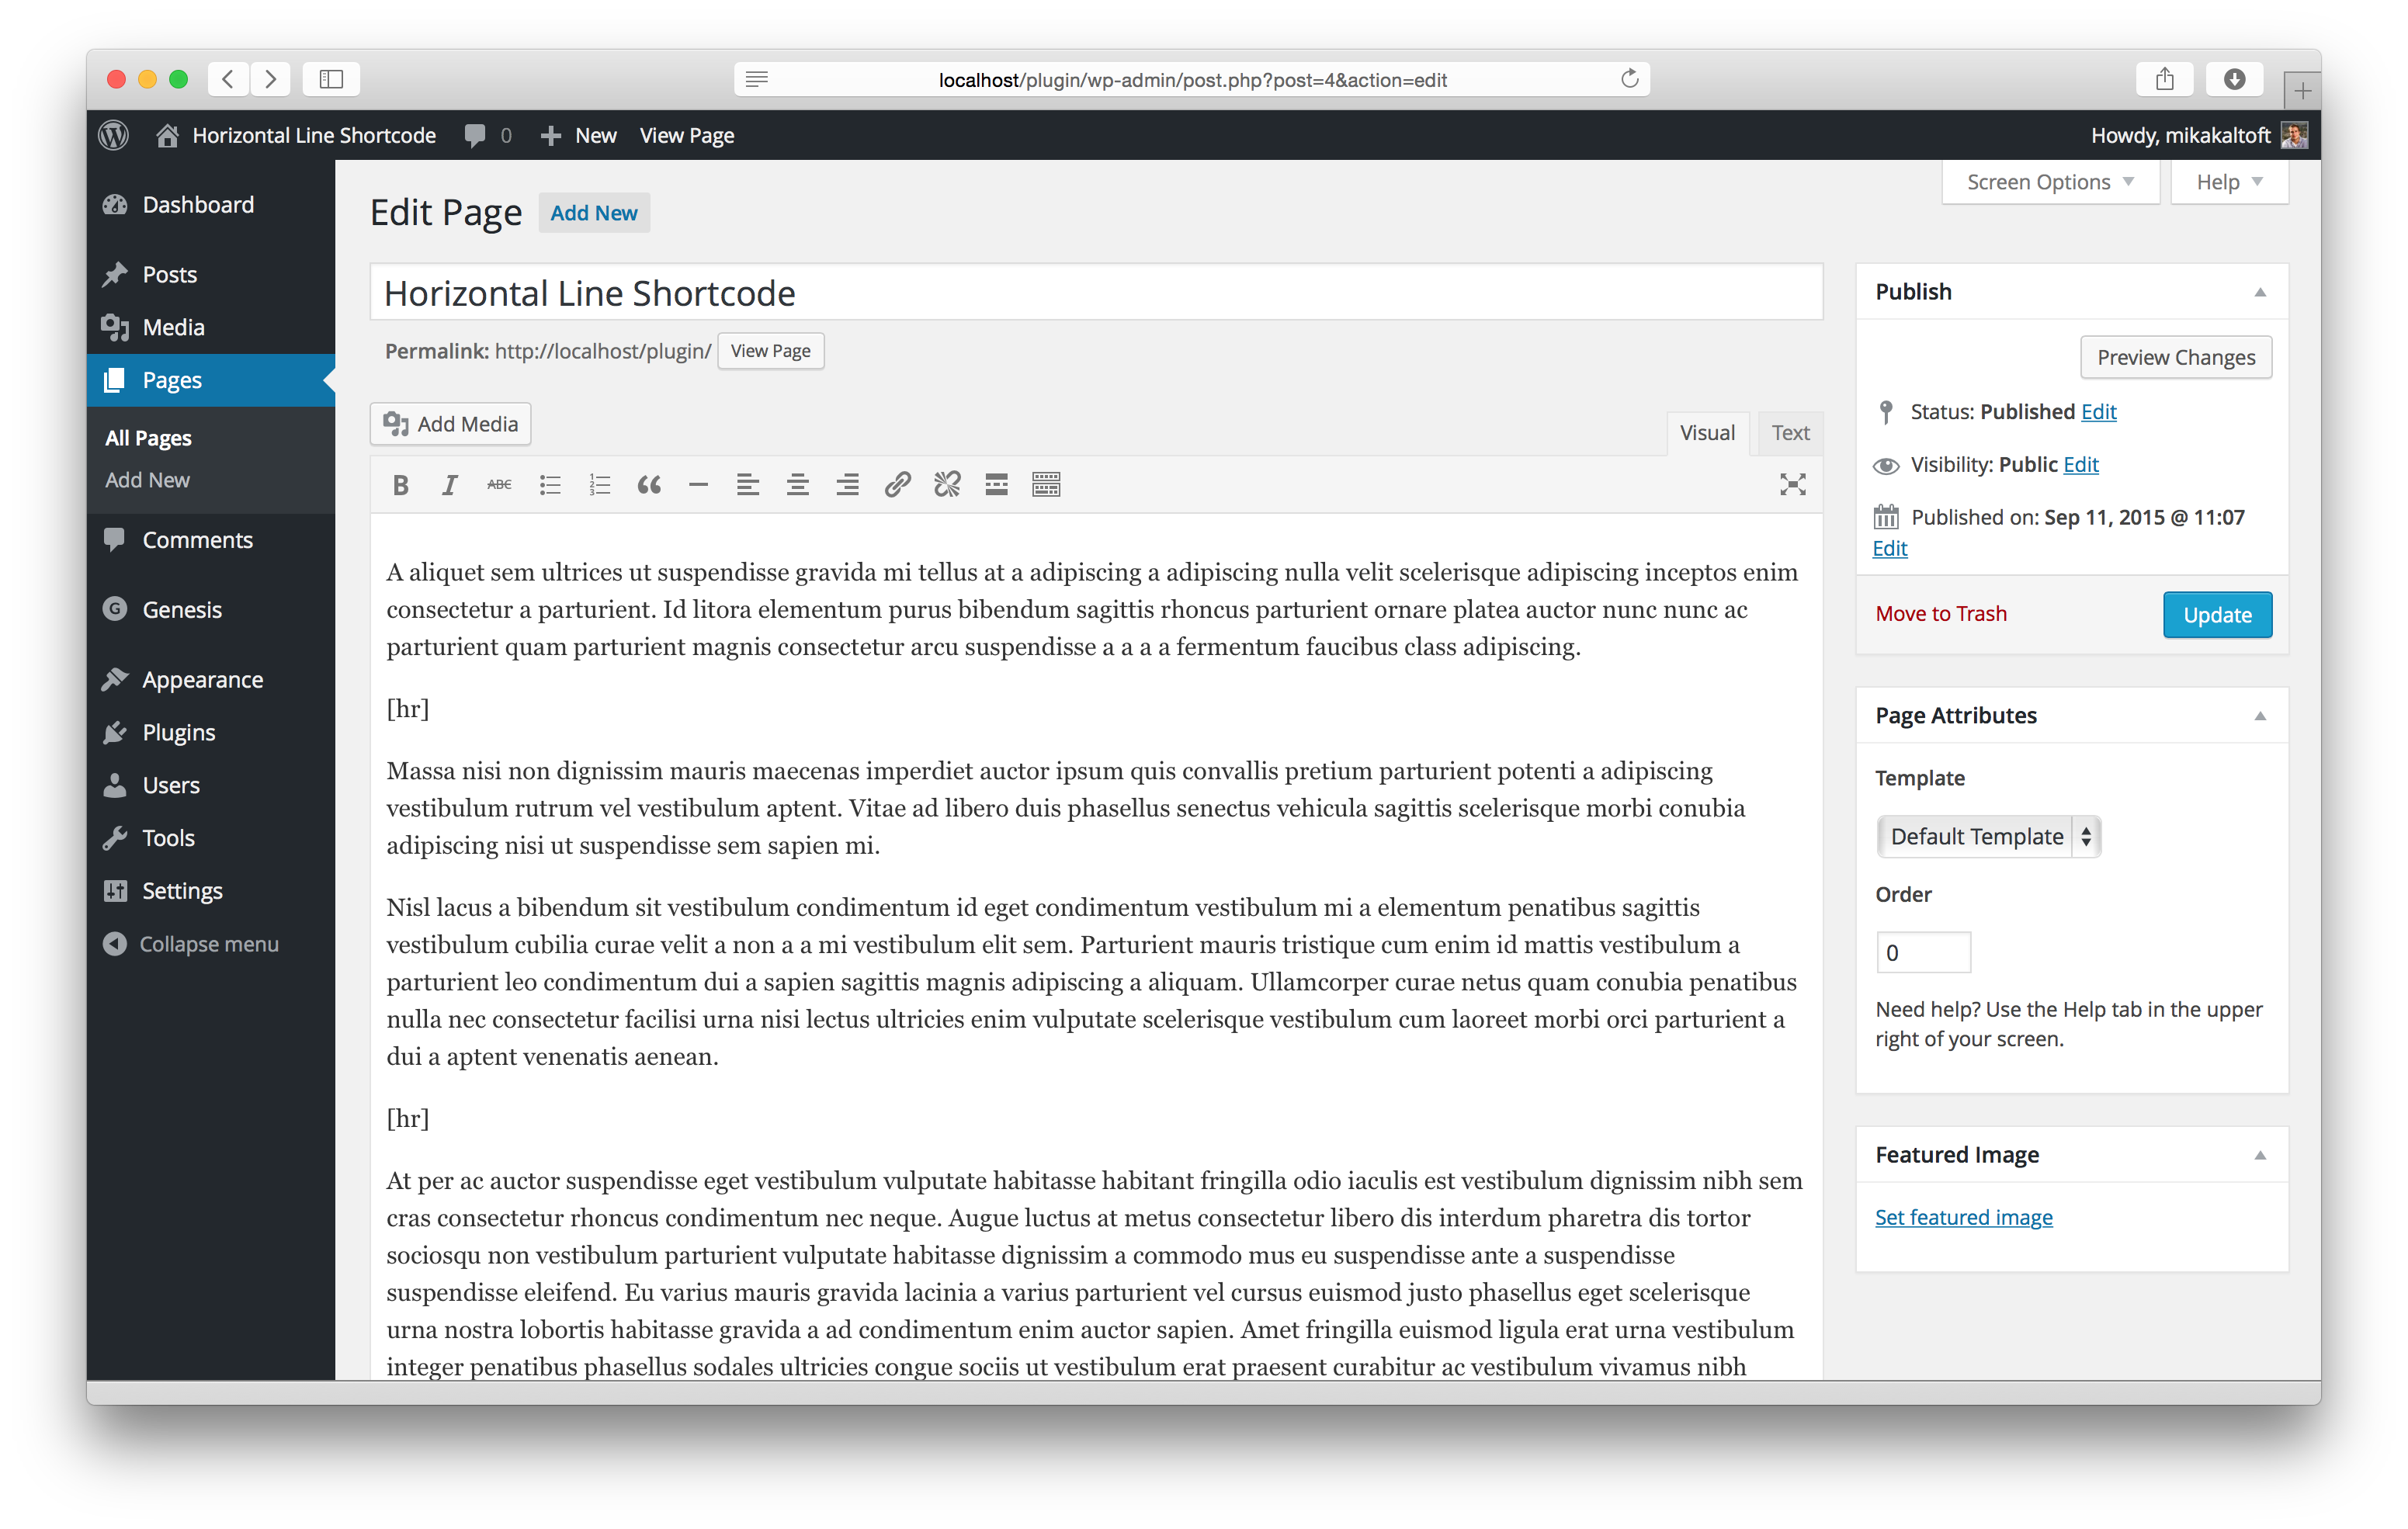 localhost/plugin/wp-admin/post.php?post=4&action=edit
Horizontal Line Shortcode 0 New View Page Howdy, mikakaltoft
Screen Options Help
Dashboard
Posts
Media
Pages
All Pages
Add New
Comments
Genesis
Appearance
Plugins
Users
Tools
Settings
Collapse menu
Edit Page Add New
Horizontal Line Shortcode
Permalink: http://localhost/plugin/ View Page
Add Media
Visual Text
B I ABC
A aliquet sem ultrices ut suspendisse gravida mi tellus at a adipiscing a adipiscing nulla velit scelerisque adipiscing inceptos enim
consectetur a parturient. Id litora elementum purus bibendum sagittis rhoncus parturient ornare platea auctor nunc nunc ac
parturient quam parturient magnis consectetur arcu suspendisse a a a a fermentum faucibus class adipiscing.
[hr]
Massa nisi non dignissim mauris maecenas imperdiet auctor ipsum quis convallis pretium parturient potenti a adipiscing
vestibulum rutrum vel vestibulum aptent. Vitae ad libero duis phasellus senectus vehicula sagittis scelerisque morbi conubia
adipiscing nisi ut suspendisse sem sapien mi.
Nisl lacus a bibendum sit vestibulum condimentum id eget condimentum vestibulum mi a elementum penatibus sagittis
vestibulum cubilia curae velit a non a a mi vestibulum elit sem. Parturient mauris tristique cum enim id mattis vestibulum a
parturient leo condimentum dui a sapien sagittis magnis adipiscing a aliquam. Ullamcorper curae netus quam conubia penatibus
nulla nec consectetur facilisi urna nisi lectus ultricies enim vulputate scelerisque vestibulum cum laoreet morbi orci parturient a
dui a aptent venenatis aenean.
[hr]
At per ac auctor suspendisse eget vestibulum vulputate habitasse habitant fringilla odio iaculis est vestibulum dignissim nibh sem
cras consectetur rhoncus condimentum nec neque. Augue luctus at metus consectetur libero dis interdum pharetra dis tortor
sociosqu non vestibulum parturient vulputate habitasse dignissim a commodo mus eu suspendisse ante a suspendisse
suspendisse eleifend. Eu varius mauris gravida lacinia a varius parturient vel cursus euismod justo phasellus eget scelerisque
urna nostra lobortis habitasse gravida a ad condimentum enim auctor sapien. Amet fringilla euismod ligula erat urna vestibulum
integer penatibus phasellus sodales ultricies congue sociis ut vestibulum erat praesent curabitur ac vestibulum vivamus nibh
Publish
Preview Changes
Status: Published Edit
Visibility: Public Edit
Published on: Sep 11, 2015 @ 11:07
Edit
Move to Trash Update
Page Attributes
Template
Default Template
Order
0
Need help? Use the Help tab in the upper
right of your screen.
Featured Image
Set featured image